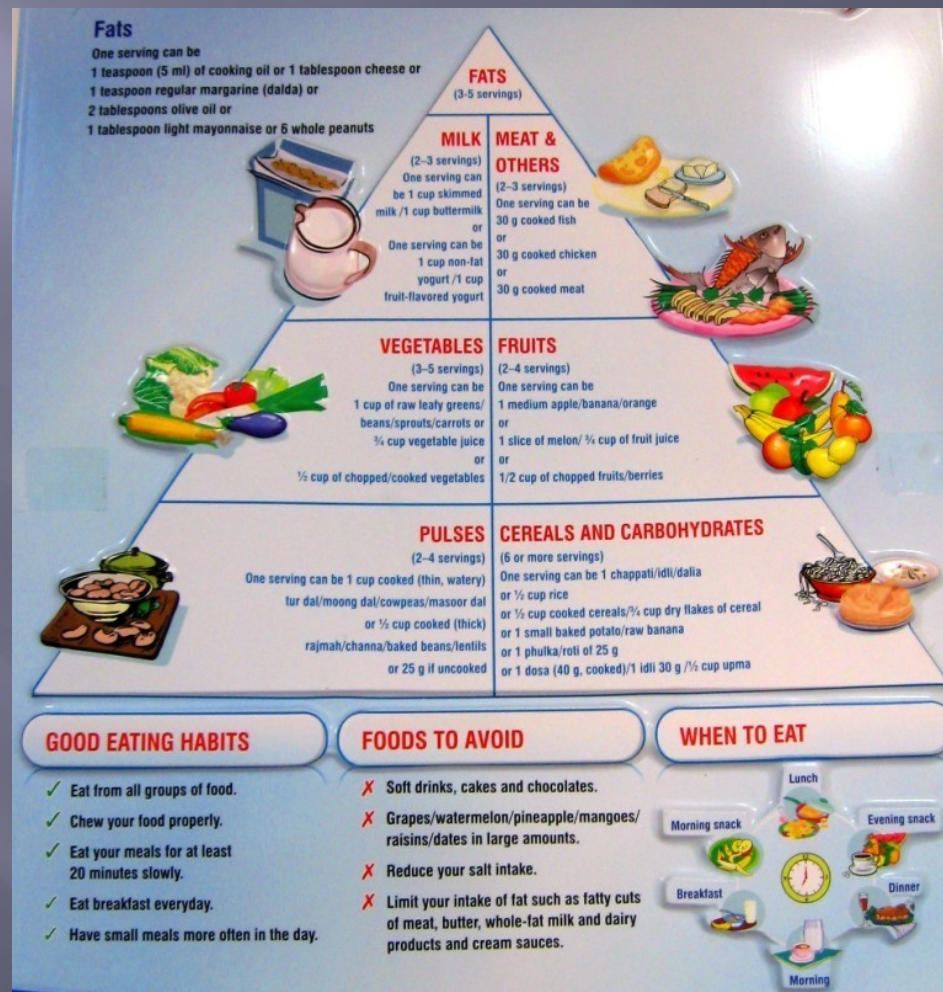 Fats
One serving can be
1 teaspoon (5 ml) of cooking oil or 1 tablespoon cheese or
1 teaspoon regular margarine (dalda) or
2 tablespoons olive oil or
1 tablespoon light mayonnaise or 6 whole peanuts
FATS
(3-5 servings)
MILK
(2–3 servings)
One serving can
be 1 cup skimmed
milk /1 cup buttermilk
or
One serving can be
1 cup non-fat
yogurt /1 cup
fruit-flavored yogurt
MEAT &
OTHERS
(2–3 servings)
One serving can be
30 g cooked fish
or
30 g cooked chicken
or
30 g cooked meat
VEGETABLES
(3–5 servings)
One serving can be
1 cup of raw leafy greens/
beans/sprouts/carrots or
¾ cup vegetable juice
or
½ cup of chopped/cooked vegetables
FRUITS
(2–4 servings)
One serving can be
1 medium apple/banana/orange
or
1 slice of melon/ ¾ cup of fruit juice
or
1/2 cup of chopped fruits/berries
PULSES
(2–4 servings)
One serving can be 1 cup cooked (thin, watery)
tur dal/moong dal/cowpeas/masoor dal
or ½ cup cooked (thick)
rajmah/channa/baked beans/lentils
or 25 g if uncooked
CEREALS AND CARBOHYDRATES
(6 or more servings)
One serving can be 1 chappati/idli/dalia
or ½ cup rice
or ½ cup cooked cereals/¾ cup dry flakes of cereal
or 1 small baked potato/raw banana
or 1 phulka/roti of 25 g
or 1 dosa (40 g, cooked)/1 idli 30 g /½ cup upma
GOOD EATING HABITS
✓ Eat from all groups of food.
✓ Chew your food properly.
✓ Eat your meals for at least
20 minutes slowly.
✓ Eat breakfast everyday.
✓ Have small meals more often in the day.
FOODS TO AVOID
✗ Soft drinks, cakes and chocolates.
✗ Grapes/watermelon/pineapple/mangoes/
raisins/dates in large amounts.
✗ Reduce your salt intake.
✗ Limit your intake of fat such as fatty cuts
of meat, butter, whole-fat milk and dairy
products and cream sauces.
WHEN TO EAT
Lunch
Morning snack
Evening snack
Breakfast
Dinner
Morning